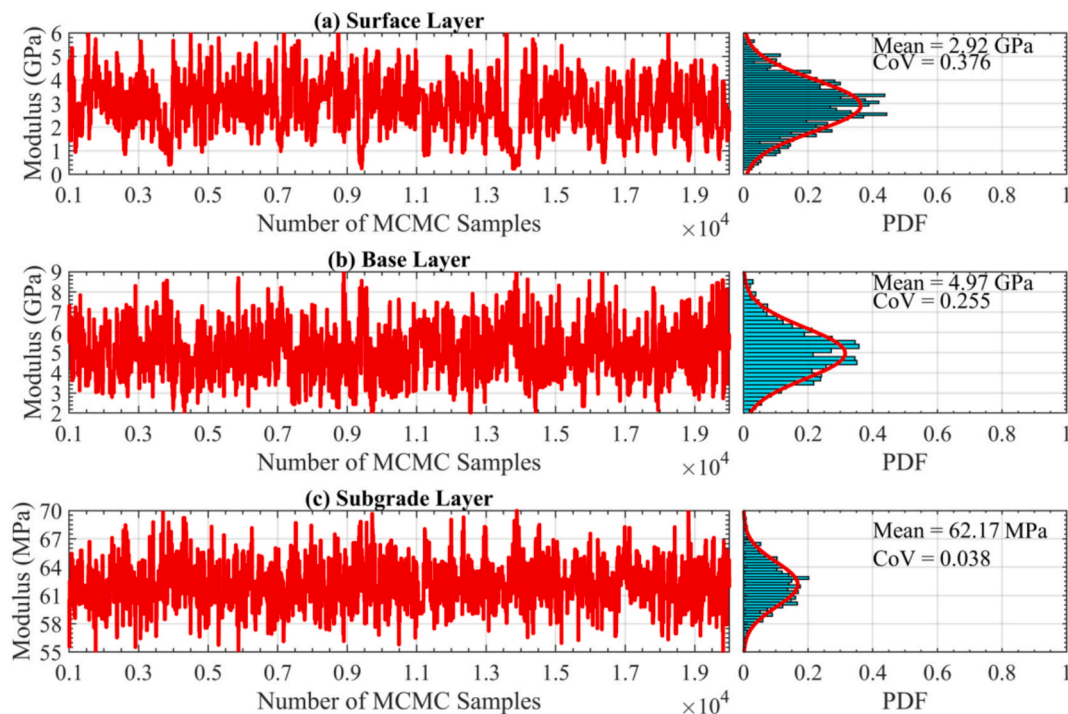 (a) Surface Layer
Modulus (GPa)
6
5
4
3
2
1
0
0.1 0.3 0.5 0.7 0.9 1.1 1.3 1.5 1.7 1.9
Number of MCMC Samples
×10⁴
Mean = 2.92 GPa
CoV = 0.376
0 0.2 0.4 0.6 0.8 1
PDF
(b) Base Layer
Modulus (GPa)
9
8
7
6
5
4
3
2
0.1 0.3 0.5 0.7 0.9 1.1 1.3 1.5 1.7 1.9
Number of MCMC Samples
×10⁴
Mean = 4.97 GPa
CoV = 0.255
0 0.2 0.4 0.6 0.8 1
PDF
(c) Subgrade Layer
Modulus (MPa)
70
67
64
61
58
55
0.1 0.3 0.5 0.7 0.9 1.1 1.3 1.5 1.7 1.9
Number of MCMC Samples
×10⁴
Mean = 62.17 MPa
CoV = 0.038
0 0.2 0.4 0.6 0.8 1
PDF